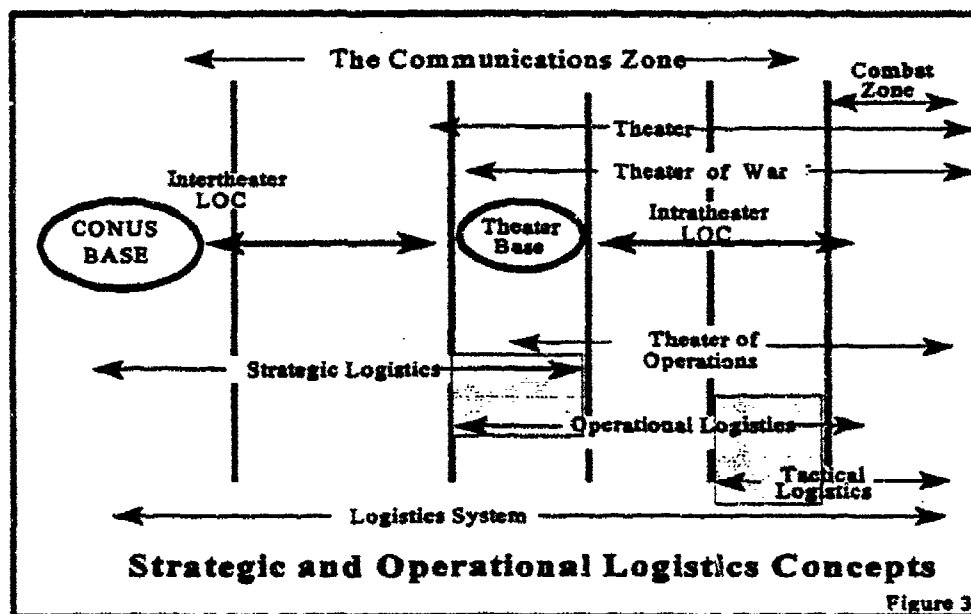 The Communications Zone
Combat
Zone
Theater
Theater of War
Intertheater
LOC
CONUS
BASE
Theater
Base
Intratheater
LOC
Theater of
Operations
Strategic Logistics
Operational Logistics
Tactical
Logistics
Logistics System
Strategic and Operational Logistics Concepts
Figure 3